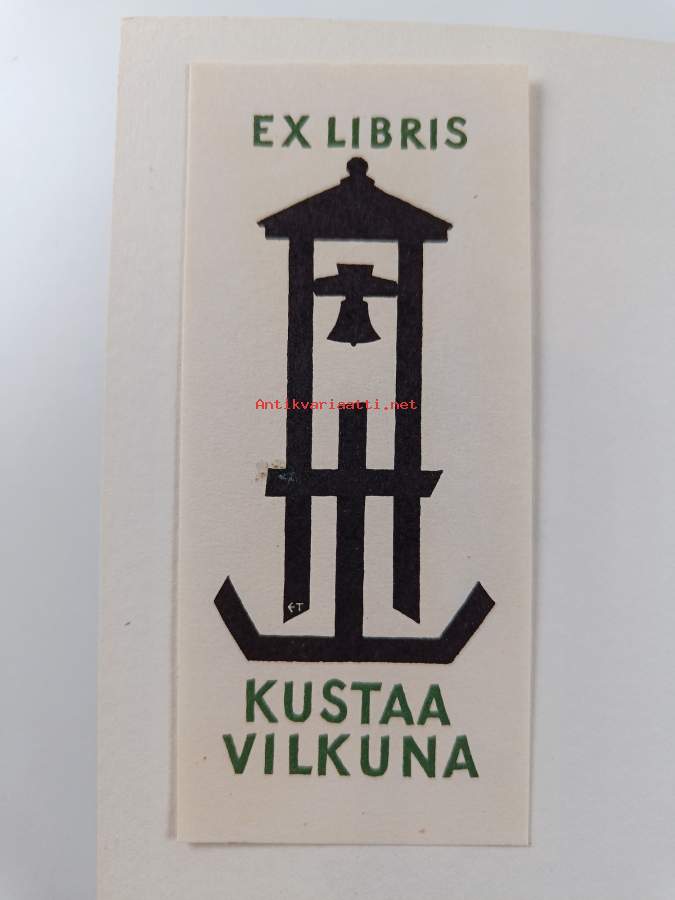 EX LIBRIS
Antikvariaatti.net
ET
KUSTAA
VILKUNA